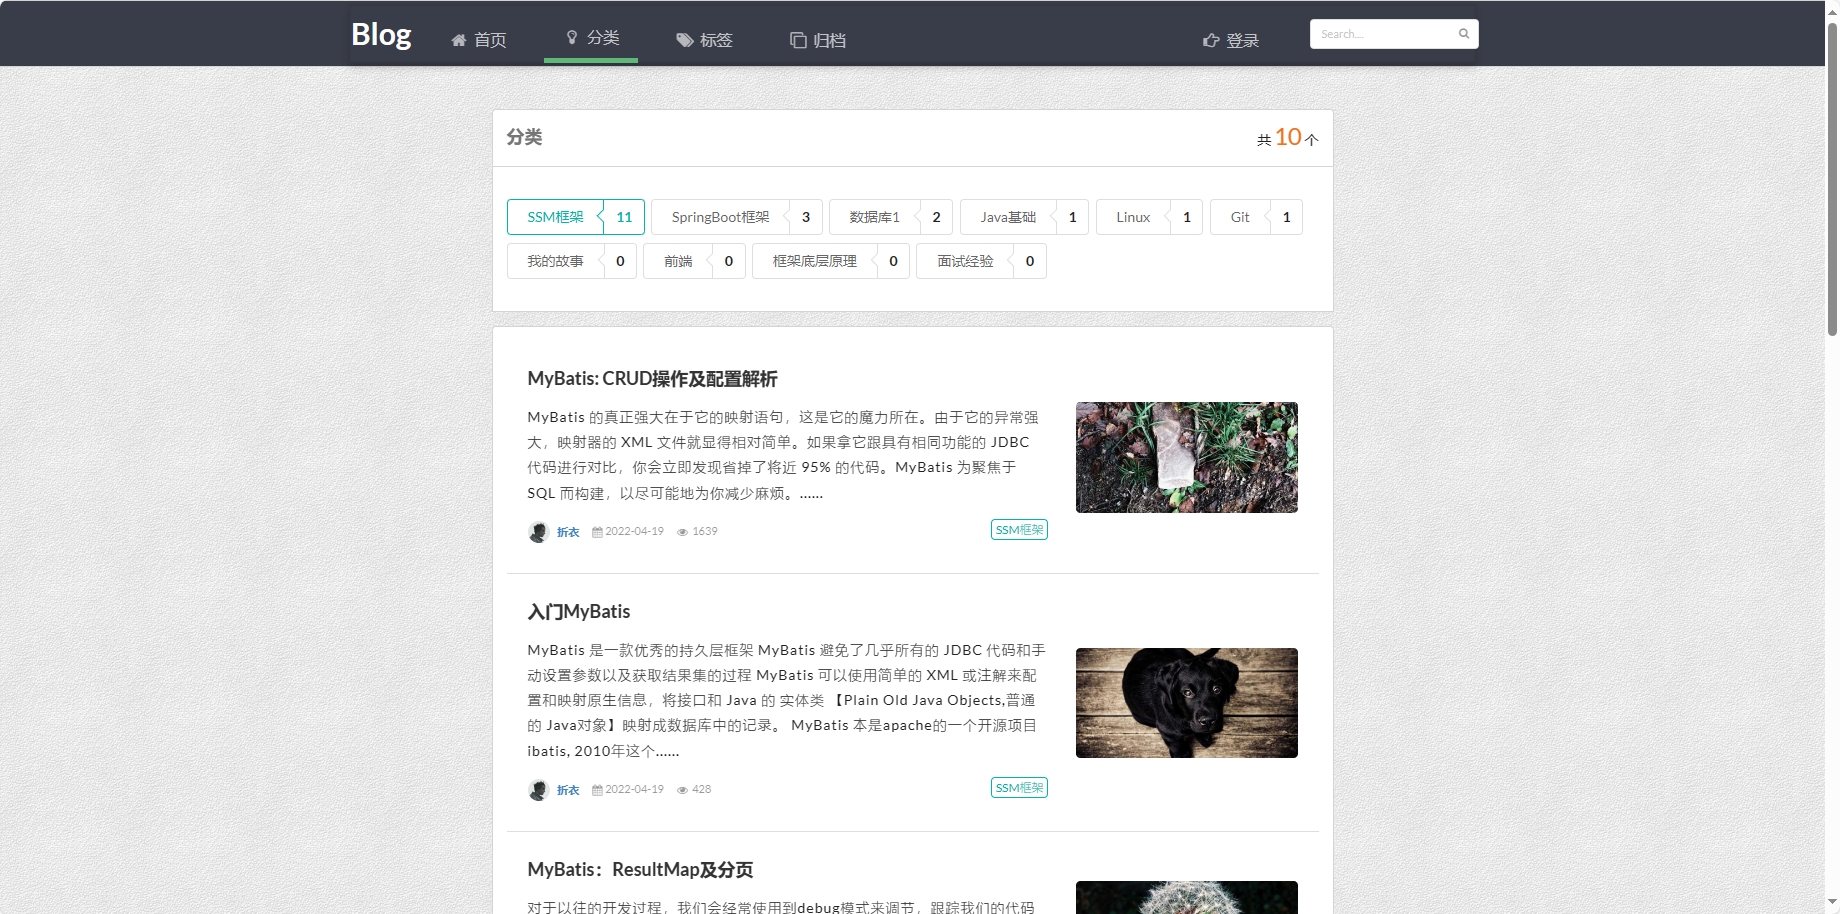 Blog 首页 分类 标签 归档 登录 Search....
分类 共 10 个
SSM框架 11 SpringBoot框架 3 数据库1 2 Java基础 1 Linux 1 Git 1
我的故事 0 前端 0 框架底层原理 0 面试经验 0
MyBatis: CRUD操作及配置解析
MyBatis 的真正强大在于它的映射语句，这是它的魔力所在。由于它的异常强
大，映射器的 XML 文件就显得相对简单。如果拿它跟具有相同功能的 JDBC
代码进行对比，你会立即发现省掉了将近 95% 的代码。MyBatis 为聚焦于
SQL 而构建，以尽可能地为你减少麻烦。......
折衣 2022-04-19 1639 SSM框架
入门MyBatis
MyBatis 是一款优秀的持久层框架 MyBatis 避免了几乎所有的 JDBC 代码和手
动设置参数以及获取结果集的过程 MyBatis 可以使用简单的 XML 或注解来配
置和映射原生信息，将接口和 Java 的 实体类 【Plain Old Java Objects,普通
的 Java对象】映射成数据库中的记录。 MyBatis 本是apache的一个开源项目
ibatis, 2010年这个......
折衣 2022-04-19 428 SSM框架
MyBatis：ResultMap及分页
对于以往的开发过程，我们会经常使用到debug模式来调节，跟踪我们的代码